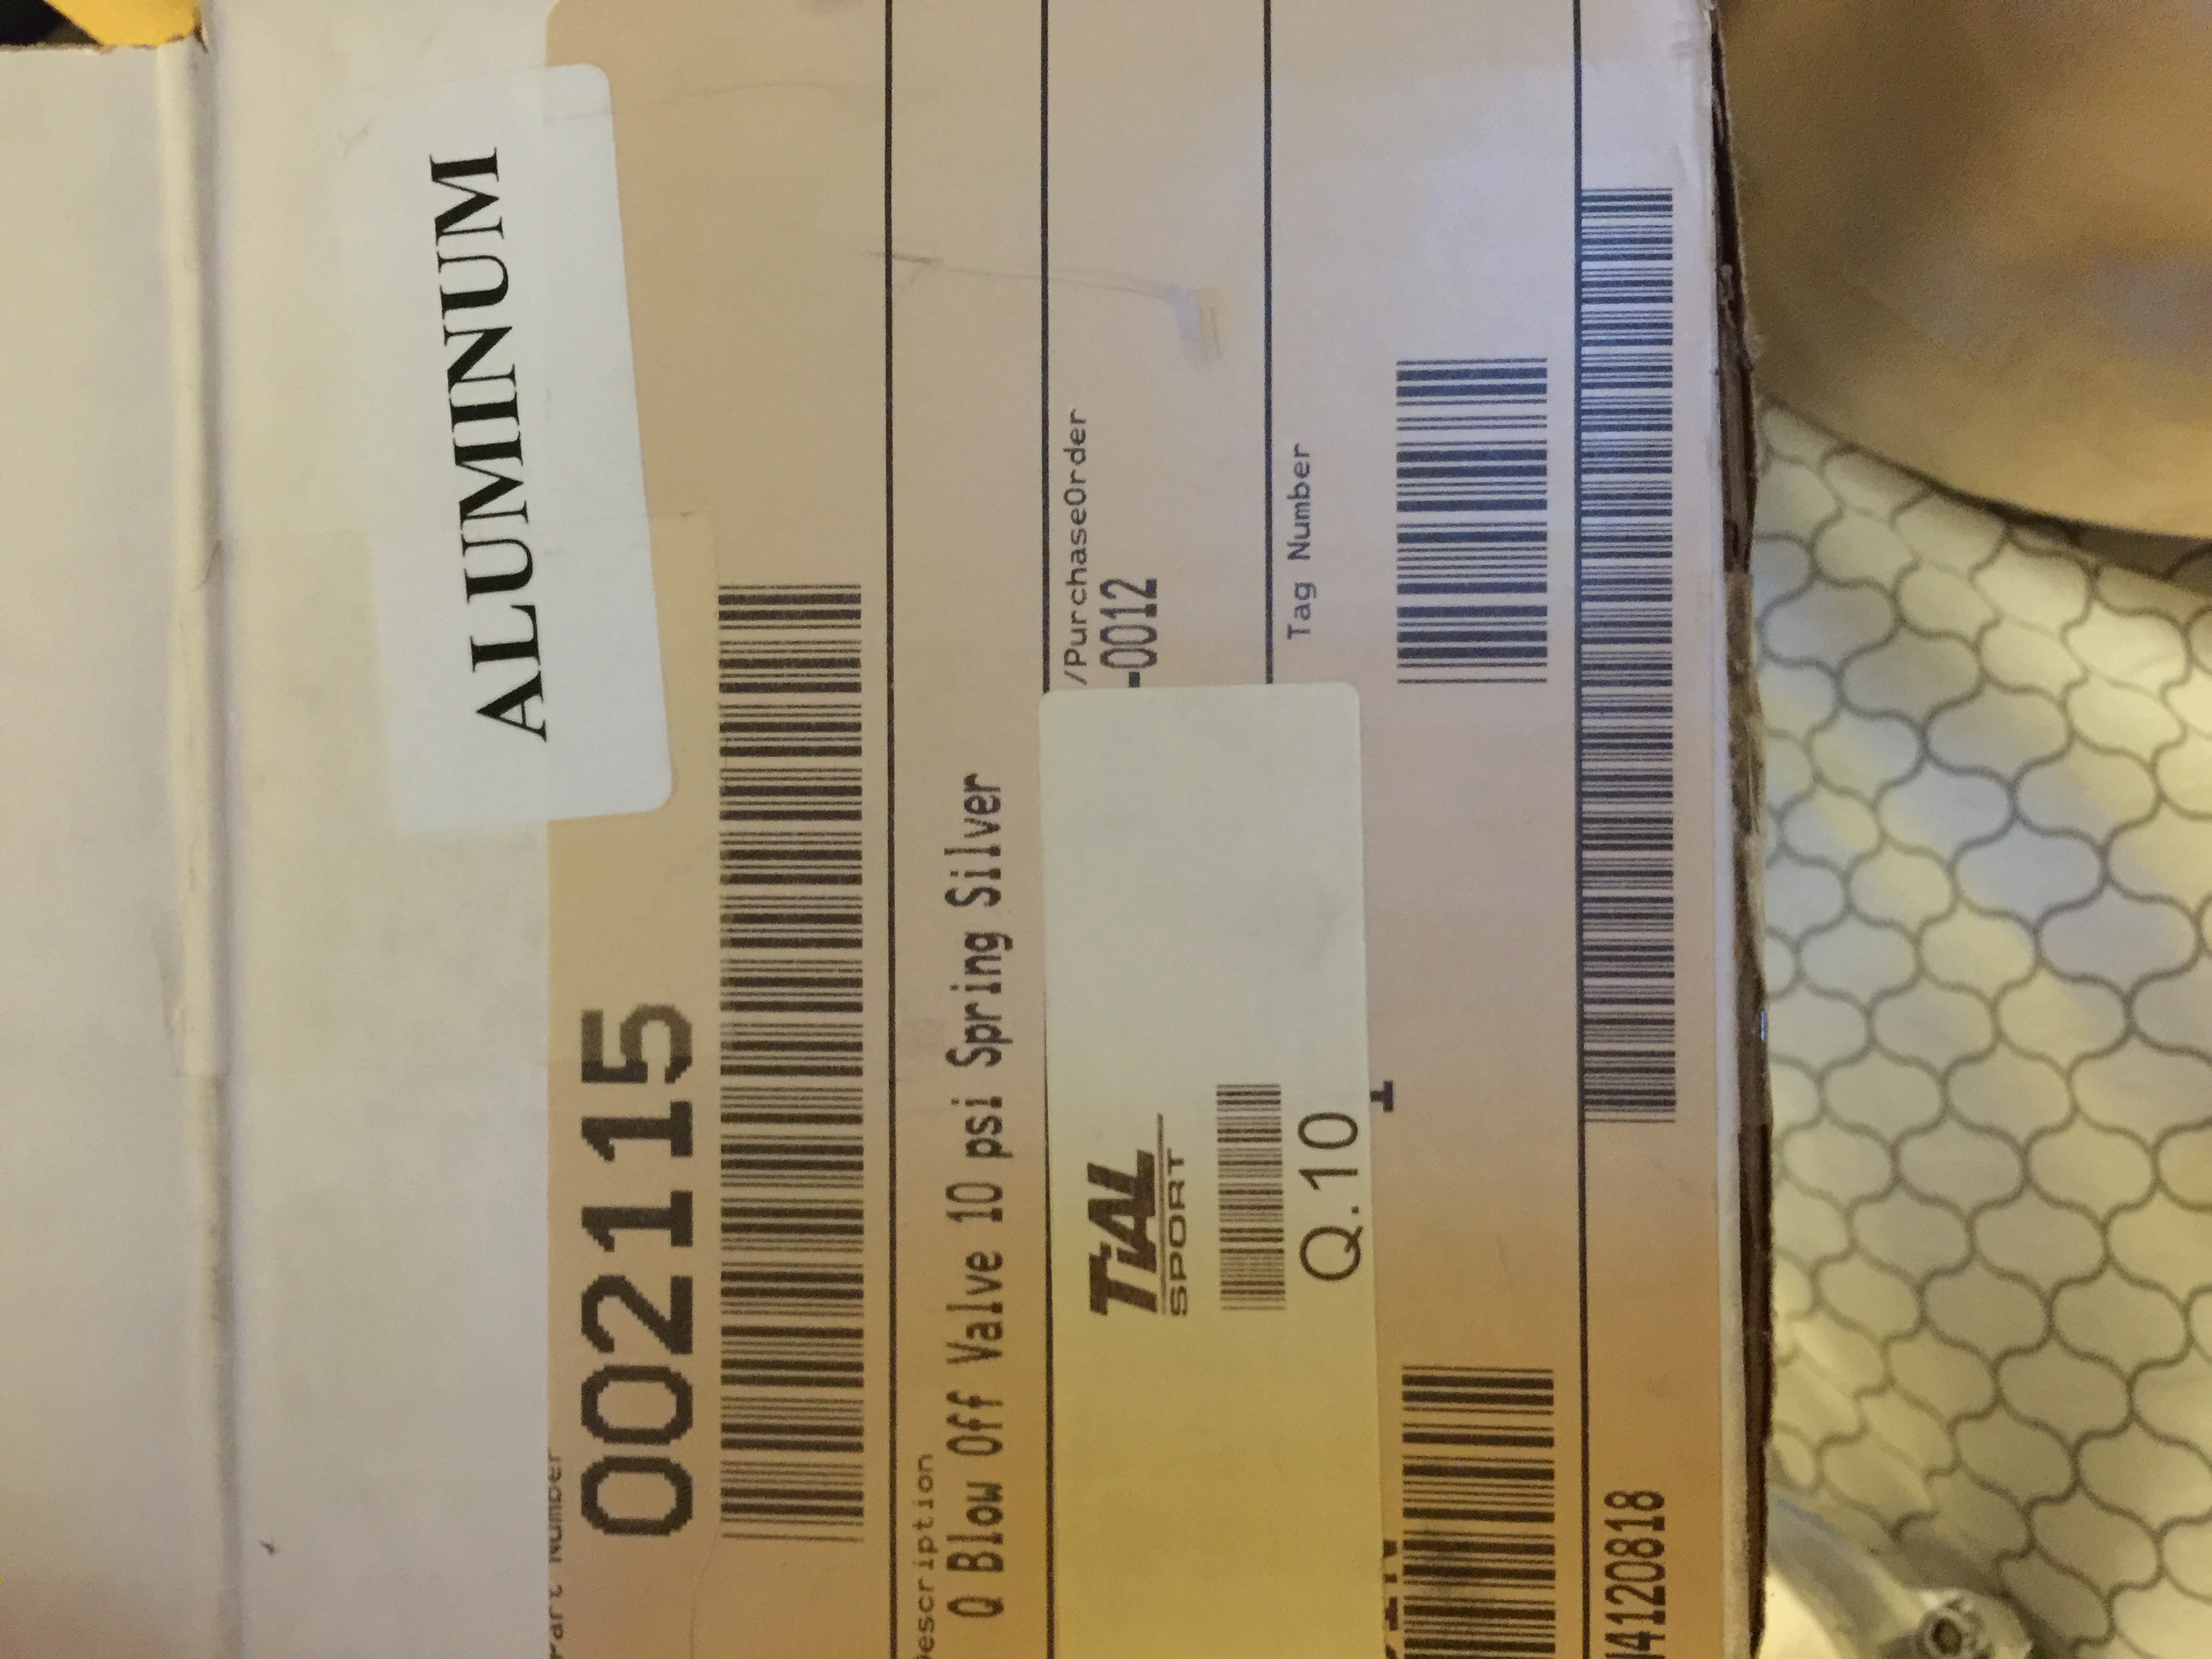 ALUMINUM
Part Number
002115
Description
Q Blow Off Valve 10 psi Spring Silver
/PurchaseOrder
-0012
TiAL
SPORT
Q.10
Tag Number
1
4120818